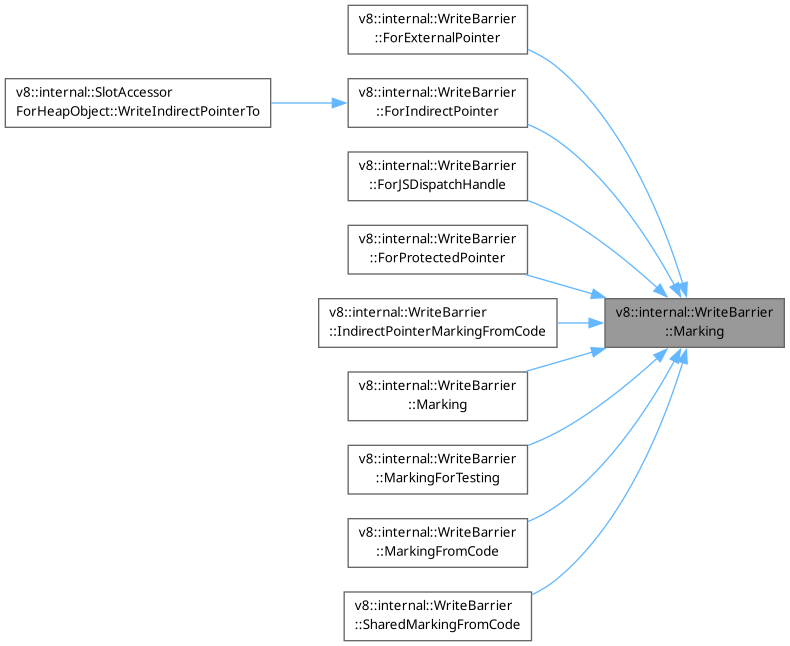 v8::internal::WriteBarrier
::ForExternalPointer
v8::internal::SlotAccessor
ForHeapObject::WriteIndirectPointerTo
v8::internal::WriteBarrier
::ForIndirectPointer
v8::internal::WriteBarrier
::ForJSDispatchHandle
v8::internal::WriteBarrier
::ForProtectedPointer
v8::internal::WriteBarrier
::IndirectPointerMarkingFromCode
v8::internal::WriteBarrier
::Marking
v8::internal::WriteBarrier
::Marking
v8::internal::WriteBarrier
::MarkingForTesting
v8::internal::WriteBarrier
::MarkingFromCode
v8::internal::WriteBarrier
::SharedMarkingFromCode